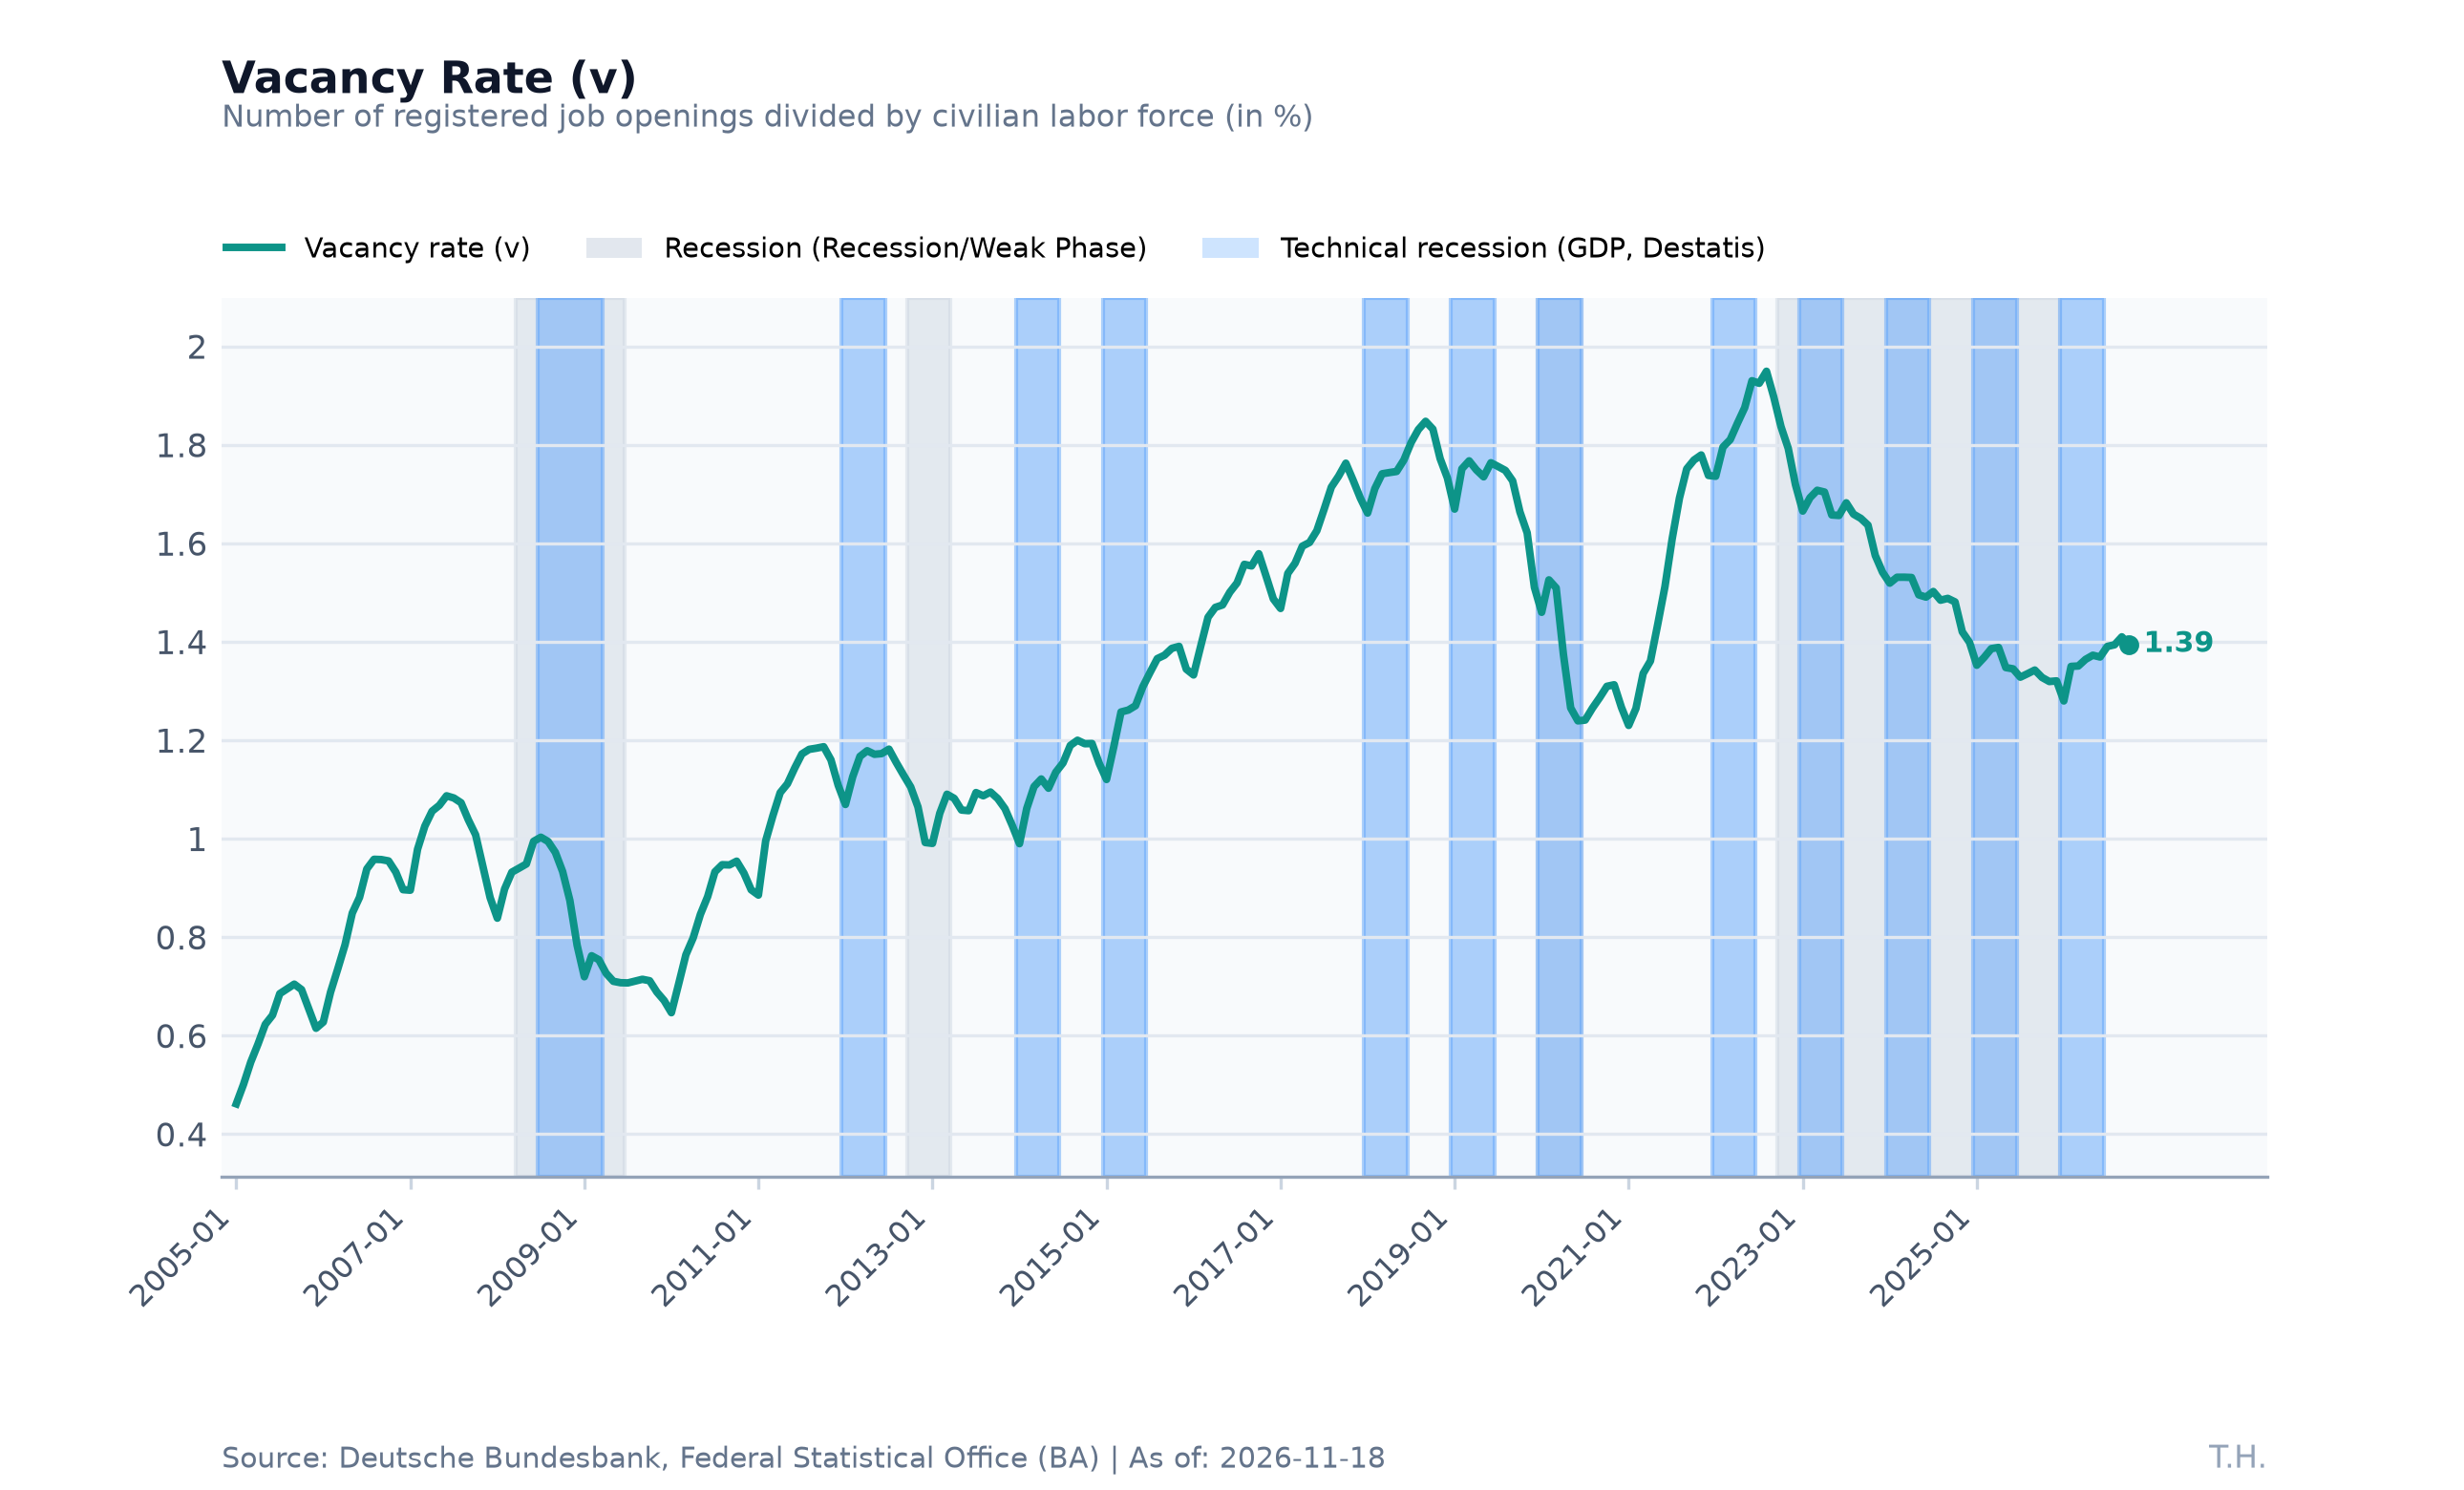 Vacancy Rate (v)
Number of registered job openings divided by civilian labor force (in %)
Vacancy rate (v) Recession (Recession/Weak Phase) Technical recession (GDP, Destatis)
2
1.8
1.6
1.4
1.39
1.2
1
0.8
0.6
0.4
2005-01 2007-01 2009-01 2011-01 2013-01 2015-01 2017-01 2019-01 2021-01 2023-01 2025-01
Source: Deutsche Bundesbank, Federal Statistical Office (BA) | As of: 2026-11-18
T.H.